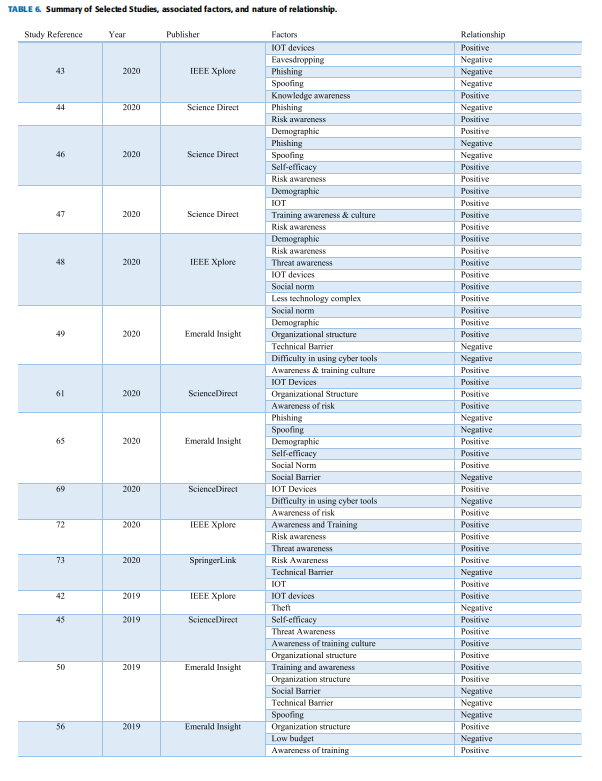 TABLE 6. Summary of Selected Studies, associated factors, and nature of relationship.
Study Reference Year Publisher Factors Relationship
43 2020 IEEE Xplore IOT devices Positive
Eavesdropping Negative
Phishing Negative
Spoofing Negative
Knowledge awareness Positive
44 2020 Science Direct Phishing Negative
Risk awareness Positive
46 2020 Science Direct Demographic Positive
Phishing Negative
Spoofing Negative
Self-efficacy Positive
Risk awareness Positive
47 2020 Science Direct Demographic Positive
IOT Positive
Training awareness & culture Positive
Risk awareness Positive
48 2020 IEEE Xplore Demographic Positive
Risk awareness Positive
Threat awareness Positive
IOT devices Positive
Social norm Positive
Less technology complex Positive
49 2020 Emerald Insight Social norm Positive
Demographic Positive
Organizational structure Positive
Technical Barrier Negative
Difficulty in using cyber tools Negative
61 2020 ScienceDirect Awareness & training culture Positive
IOT Devices Positive
Organizational Structure Positive
Awareness of risk Positive
65 2020 Emerald Insight Phishing Negative
Spoofing Negative
Demographic Positive
Self-efficacy Positive
Social Norm Positive
Social Barrier Negative
69 2020 ScienceDirect IOT Devices Positive
Difficulty in using cyber tools Negative
Awareness of risk Positive
72 2020 IEEE Xplore Awareness and Training Positive
Risk awareness Positive
Threat awareness Positive
73 2020 SpringerLink Risk Awareness Positive
Technical Barrier Negative
IOT Positive
42 2019 IEEE Xplore IOT devices Positive
Theft Negative
45 2019 ScienceDirect Self-efficacy Positive
Threat Awareness Positive
Awareness of training culture Positive
Organizational structure Positive
50 2019 Emerald Insight Training and awareness Positive
Organization structure Positive
Social Barrier Negative
Technical Barrier Negative
Spoofing Negative
56 2019 Emerald Insight Organization structure Positive
Low budget Negative
Awareness of training Positive